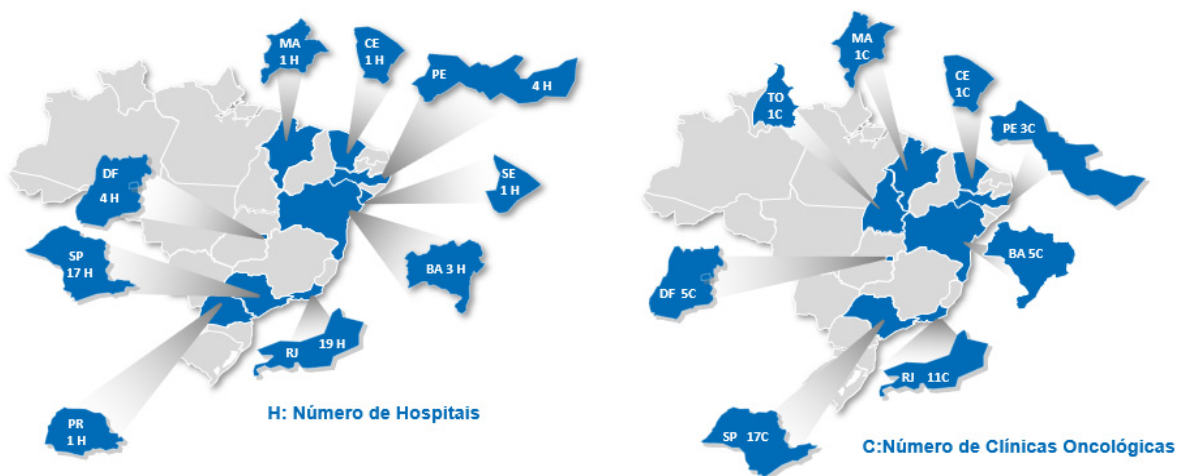 MA
1 H
CE
1 H
PE
4 H
DF
4 H
SE
1 H
SP
17 H
BA 3 H
RJ
19 H
PR
1 H
H: Número de Hospitais
MA
1C
CE
1C
TO
1C
PE 3C
BA 5C
DF 5C
RJ 11C
SP 17C
C:Número de Clínicas Oncológicas